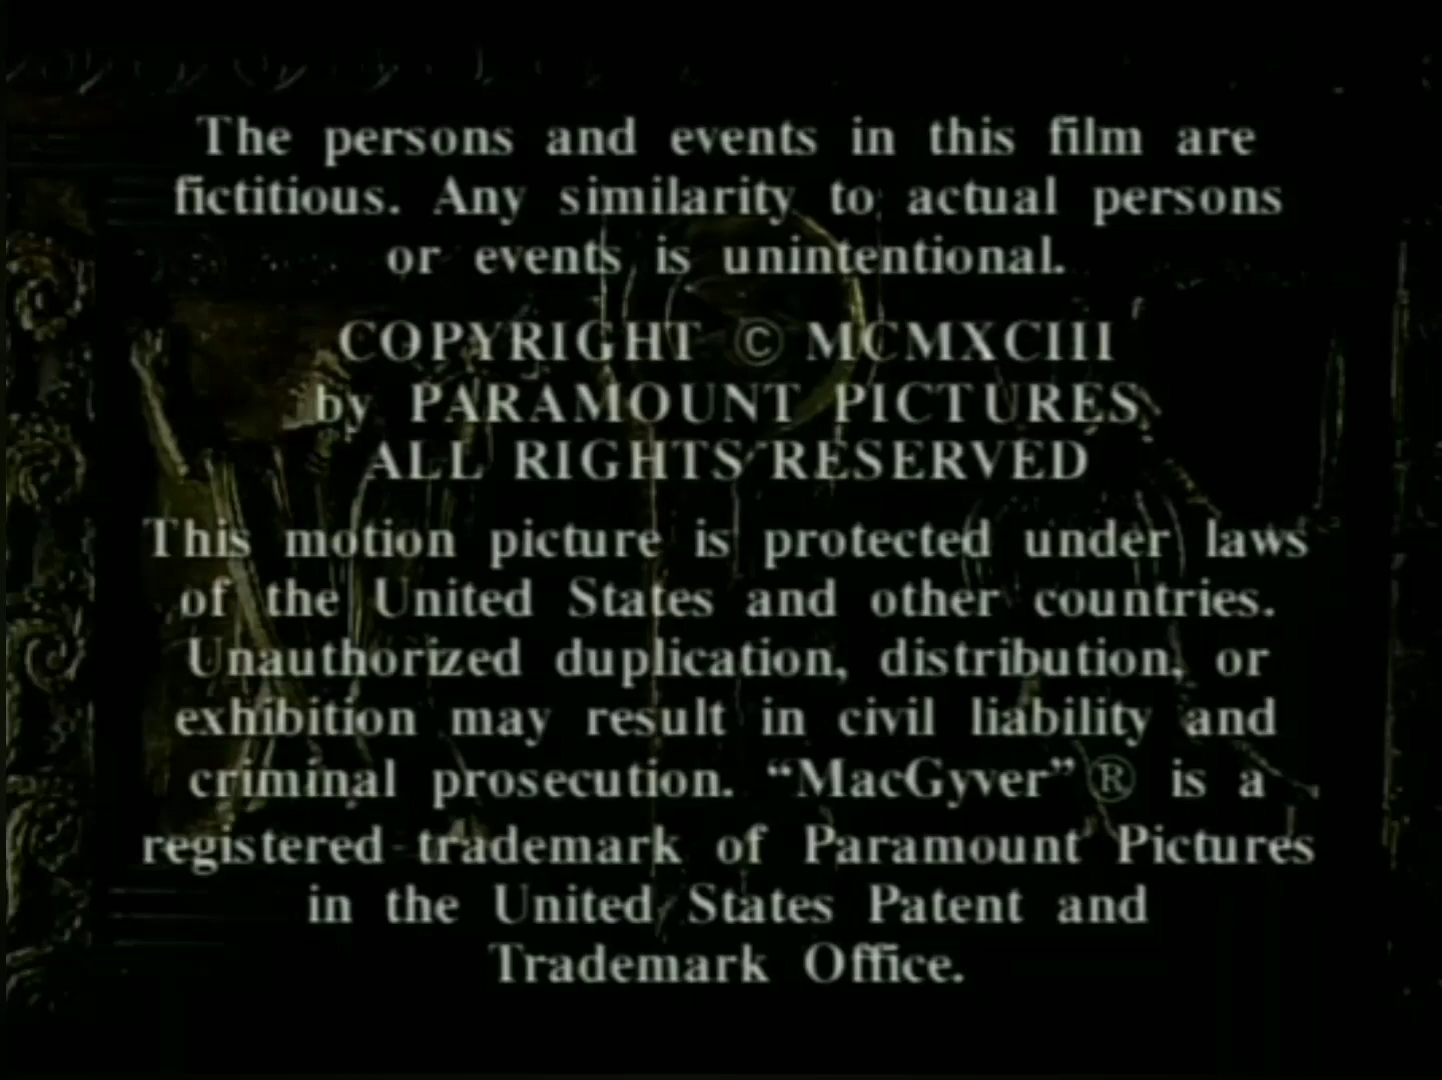 The persons and events in this film are
fictitious. Any similarity to actual persons
or events is unintentional.
COPYRIGHT © MCMXCIII
by PARAMOUNT PICTURES
ALL RIGHTS RESERVED
This motion picture is protected under laws
of the United States and other countries.
Unauthorized duplication, distribution, or
exhibition may result in civil liability and
criminal prosecution. “MacGyver”® is a
registered trademark of Paramount Pictures
in the United States Patent and
Trademark Office.